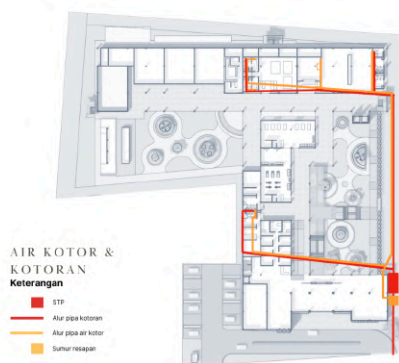 AIR KOTOR &
KOTORAN
Keterangan
STP
Alur pipa kotoran
Alur pipa air kotor
Sumur resapan